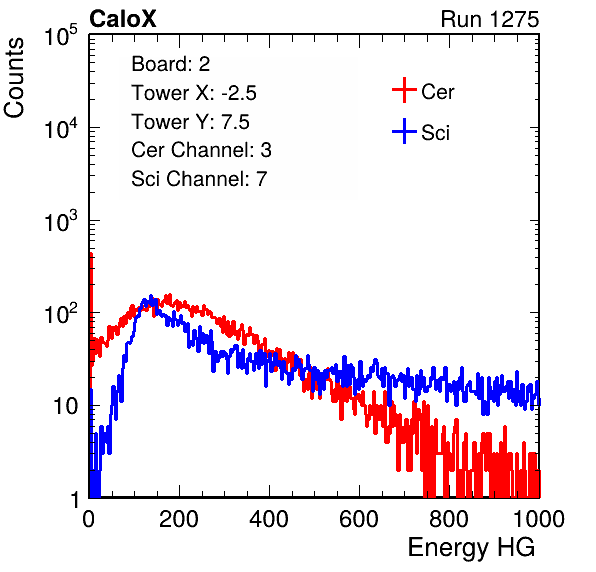 CaloX Run 1275
Board: 2
Tower X: -2.5
Tower Y: 7.5
Cer Channel: 3
Sci Channel: 7
Cer
Sci
Counts
10^5
10^4
10^3
10^2
10
1
0 200 400 600 800 1000
Energy HG